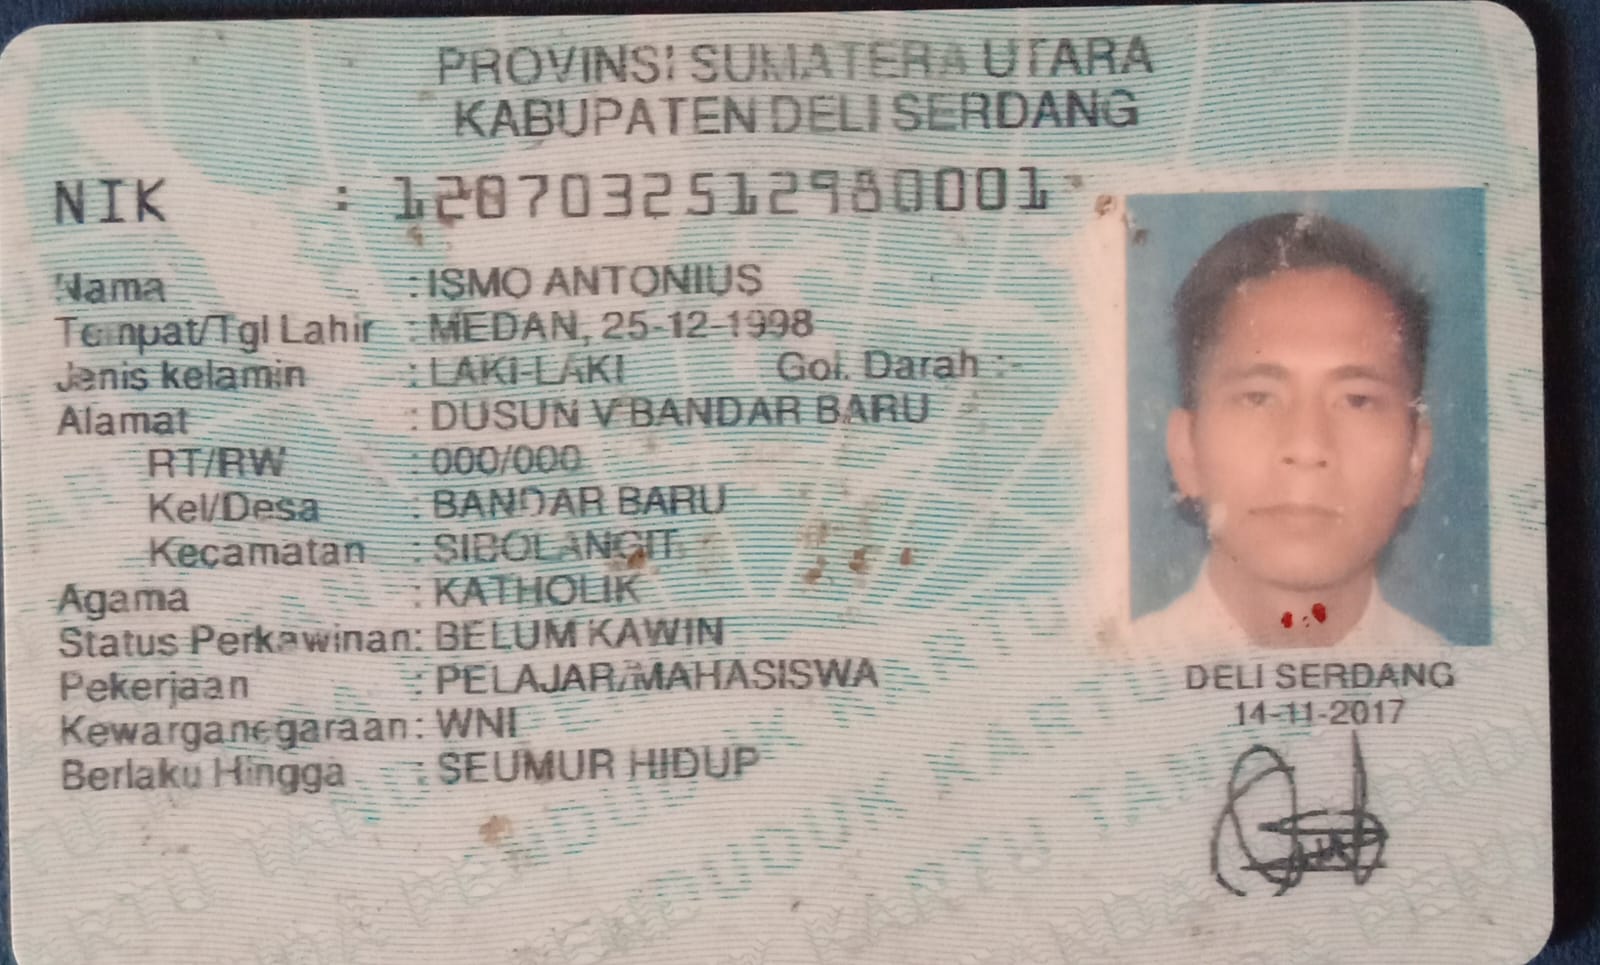 PROVINSI SUMATERA UTARA
KABUPATEN DELI SERDANG
NIK : 1207032512980001
Nama : ISMO ANTONIUS
Tempat/Tgl Lahir : MEDAN, 25-12-1998
Jenis kelamin : LAKI-LAKI Gol. Darah : -
Alamat : DUSUN V BANDAR BARU
RT/RW : 000/000
Kel/Desa : BANDAR BARU
Kecamatan : SIBOLANGIT
Agama : KATHOLIK
Status Perkawinan: BELUM KAWIN
Pekerjaan : PELAJAR/MAHASISWA
Kewarganegaraan: WNI
Berlaku Hingga : SEUMUR HIDUP
DELI SERDANG
14-11-2017